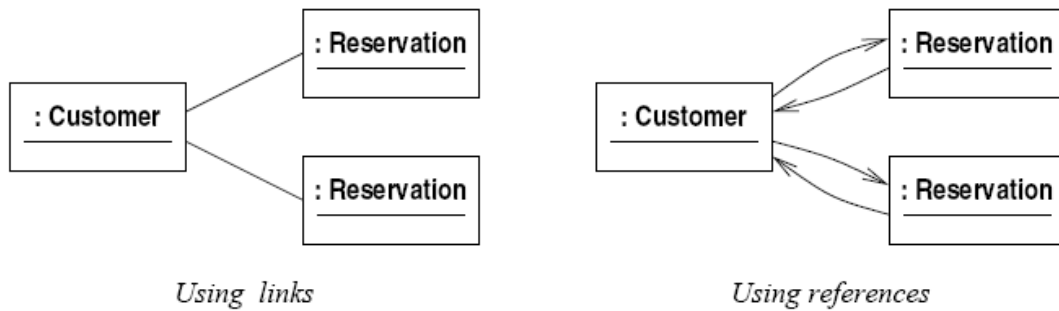 : Reservation
: Customer
: Reservation
Using links
: Reservation
: Customer
: Reservation
Using references